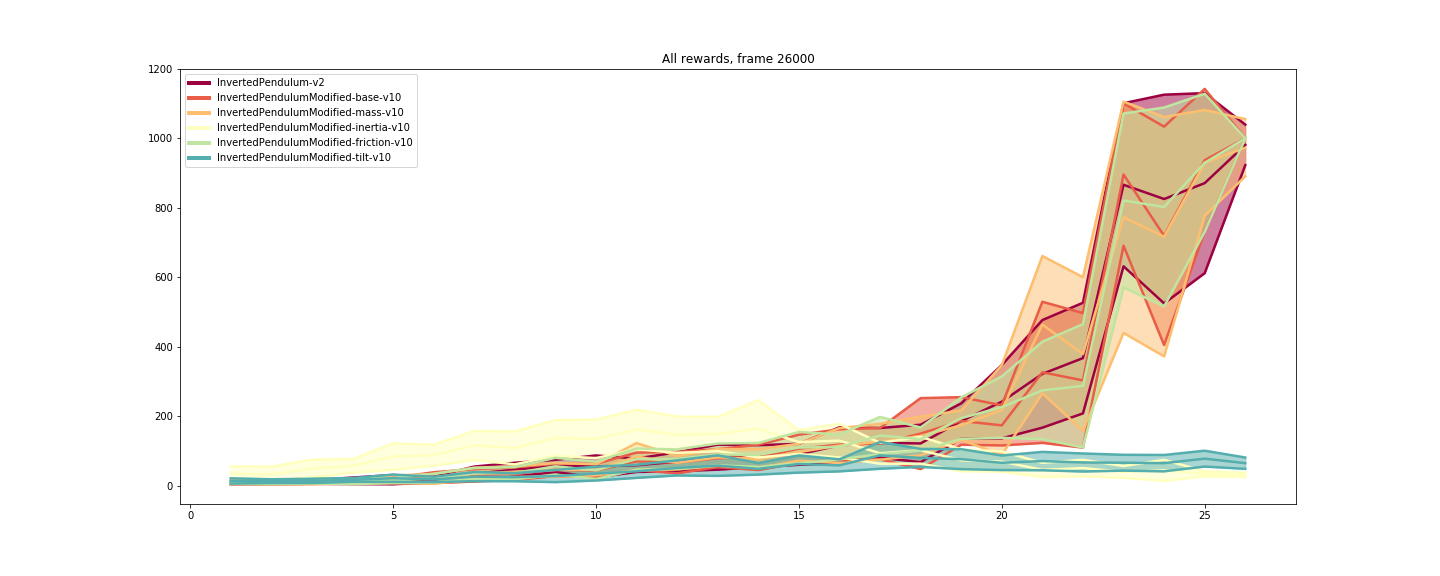 All rewards, frame 26000
1200
1000
800
600
400
200
0
InvertedPendulum-v2
InvertedPendulumModified-base-v10
InvertedPendulumModified-mass-v10
InvertedPendulumModified-inertia-v10
InvertedPendulumModified-friction-v10
InvertedPendulumModified-tilt-v10
0 5 10 15 20 25